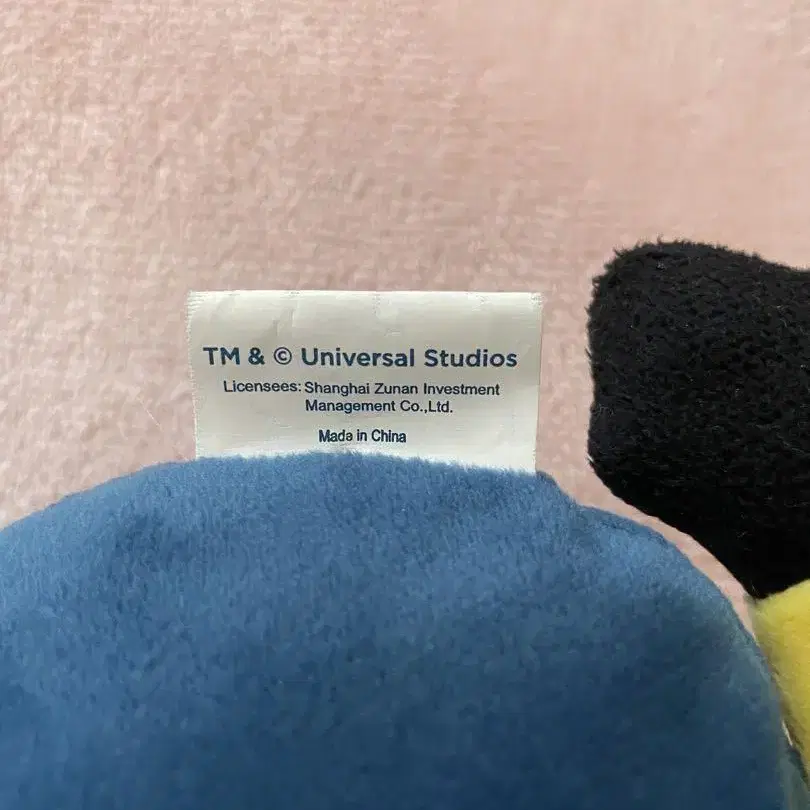 TM & © Universal Studios
Licensees: Shanghai Zunan Investment
Management Co.,Ltd.
Made in China